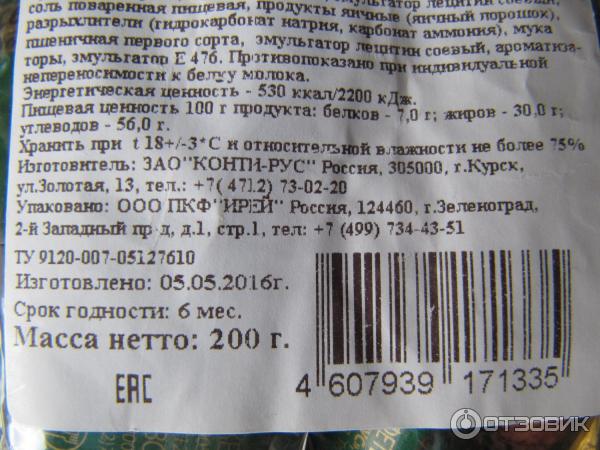 соль поваренная пищевая, продукты яичные (яичный порошок),
разрыхлители (гидрокарбонат натрия, карбонат аммония), мука
пшеничная первого сорта, эмульгатор лецитин соевый, ароматиза-
торы, эмульгатор Е 476. Противопоказано при индивидуальной
непереносимости к белку молока.
Энергетическая ценность - 530 ккал/2200 кДж.
Пищевая ценность 100 г продукта: белков - 7,0 г; жиров - 30,0 г;
углеводов - 56,0 г.
Хранить при t 18+/-3*С и относительной влажности не более 75%
Изготовитель: ЗАО"КОНТИ-РУС" Россия, 305000, г.Курск,
ул.Золотая, 13, тел.: +7( 4712) 73-02-20
Упаковано: ООО ПКФ"ИРЕЙ" Россия, 124460, г.Зеленоград,
2-й Западный пр-д, д.1, стр.1, тел: +7 (499) 734-43-51
ТУ 9120-007-05127610
Изготовлено: 05.05.2016г.
Срок годности: 6 мес.
Масса нетто: 200 г.
ЕАС
4 607939 171335
ОТЗОВИК